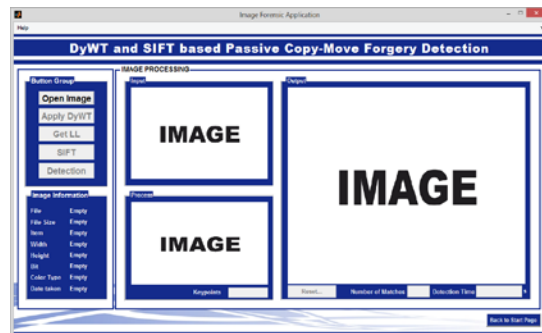 Image Forensic Application
Help
DyWT and SIFT based Passive Copy-Move Forgery Detection
Button Group
Open Image
Apply DyWT
Get LL
SIFT
Detection
Image Information
File Empty
File Size Empty
Item Empty
Width Empty
Height Empty
Bit Empty
Color Type Empty
Date taken Empty
IMAGE PROCESSING
Input
IMAGE
Process
IMAGE
Keypoints
Output
IMAGE
Reset...
Number of Matches
Detection Time
s
Back to Start Page